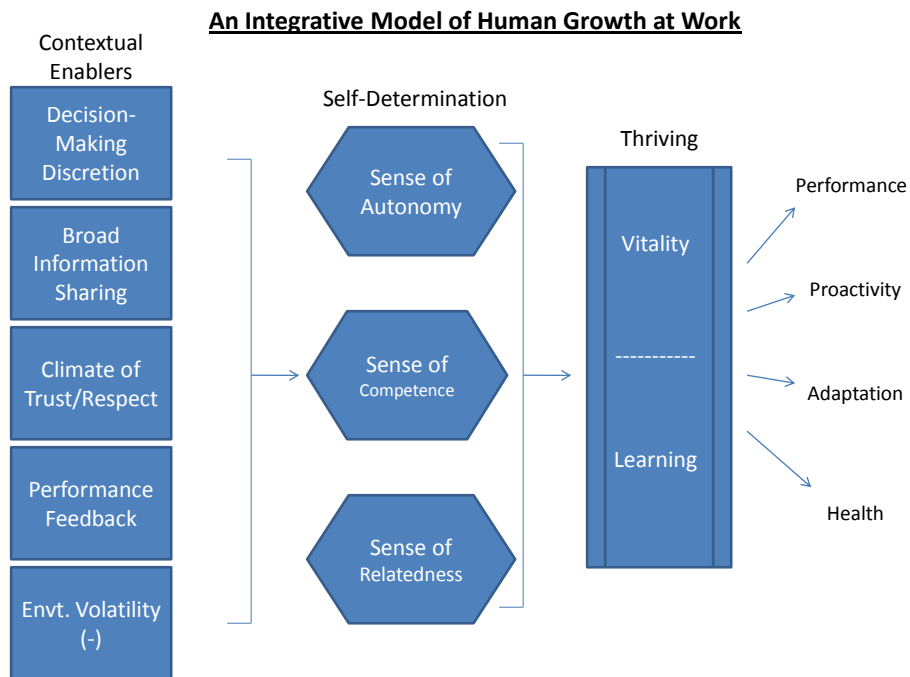 An Integrative Model of Human Growth at Work
Contextual
Enablers
Decision-
Making
Discretion
Broad
Information
Sharing
Climate of
Trust/Respect
Performance
Feedback
Envt. Volatility
(-)
Self-Determination
Sense of
Autonomy
Sense of
Competence
Sense of
Relatedness
Thriving
Vitality
-----------
Learning
Performance
Proactivity
Adaptation
Health